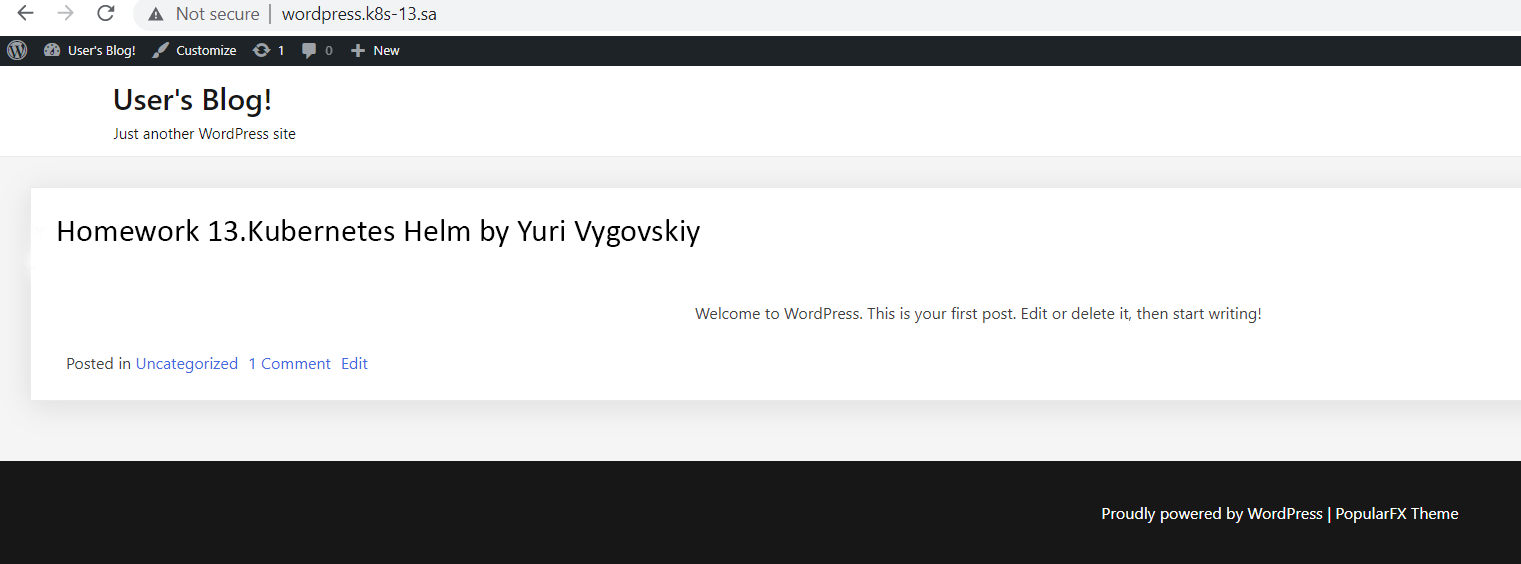 Not secure | wordpress.k8s-13.sa
User's Blog! Customize 1 0 New
User's Blog!
Just another WordPress site
Homework 13.Kubernetes Helm by Yuri Vygovskiy
Welcome to WordPress. This is your first post. Edit or delete it, then start writing!
Posted in Uncategorized 1 Comment Edit
Proudly powered by WordPress | PopularFX Theme